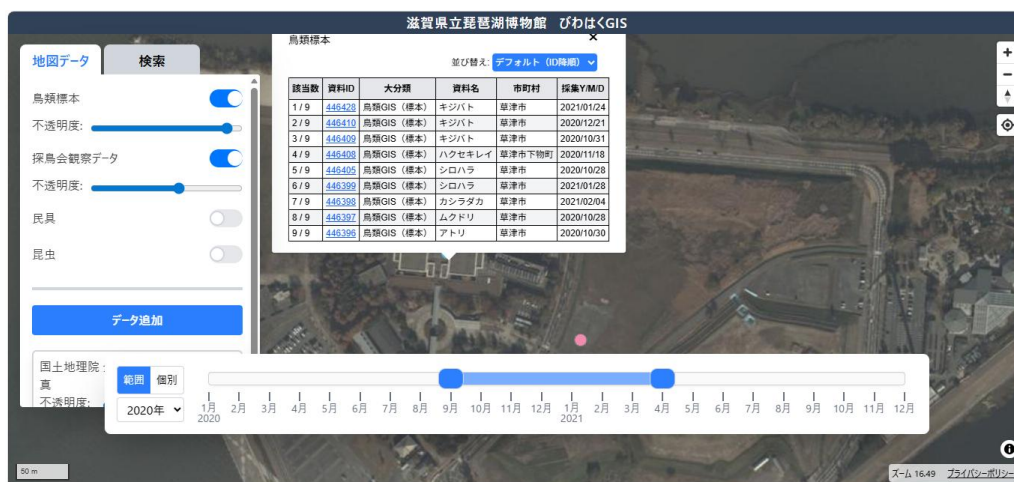 滋賀県立琵琶湖博物館 びわはくGIS
地図データ 検索
鳥類標本
不透明度:
探鳥会観察データ
不透明度:
民具
昆虫
データ追加
国土地理院
真
不透明度:
鳥類標本 ×
並び替え: デフォルト（ID降順）
該当数 資料ID 大分類 資料名 市町村 採集Y/M/D
1 / 9 446428 鳥類GIS（標本） キジバト 草津市 2021/01/24
2 / 9 446410 鳥類GIS（標本） キジバト 草津市 2020/12/21
3 / 9 446409 鳥類GIS（標本） キジバト 草津市 2020/10/31
4 / 9 446408 鳥類GIS（標本） ハクセキレイ 草津市下物町 2020/11/18
5 / 9 446405 鳥類GIS（標本） シロハラ 草津市 2020/10/28
6 / 9 446399 鳥類GIS（標本） シロハラ 草津市 2021/01/28
7 / 9 446398 鳥類GIS（標本） カシラダカ 草津市 2021/02/04
8 / 9 446397 鳥類GIS（標本） ムクドリ 草津市 2020/10/28
9 / 9 446396 鳥類GIS（標本） アトリ 草津市 2020/10/30
範囲 個別
2020年
1月 2月 3月 4月 5月 6月 7月 8月 9月 10月 11月 12月 1月 2月 3月 4月 5月 6月 7月 8月 9月 10月 11月 12月
2020 2021
50 m
ズーム 16.49 プライバシーポリシー